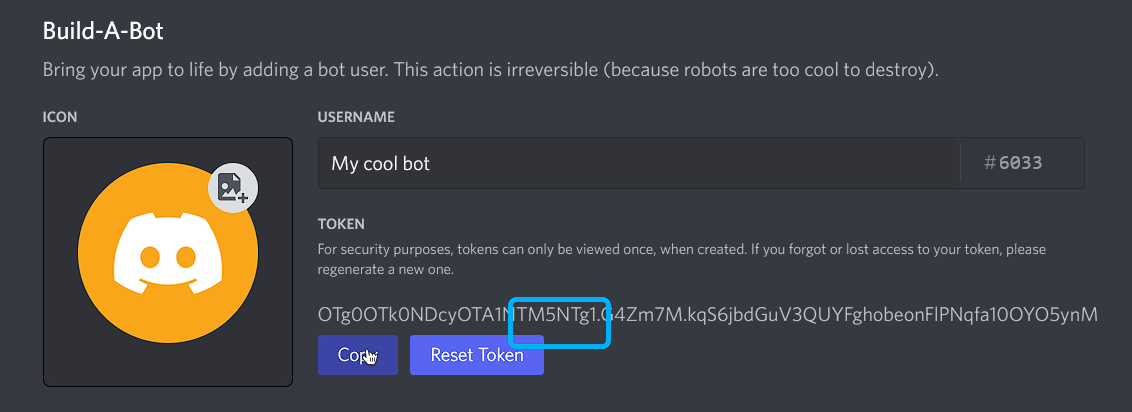 Build-A-Bot
Bring your app to life by adding a bot user. This action is irreversible (because robots are too cool to destroy).
ICON
USERNAME
My cool bot
#6033
TOKEN
For security purposes, tokens can only be viewed once, when created. If you forgot or lost access to your token, please
regenerate a new one.
OTg0OTk0NDcyOTA1NTM5NTg1.G4Zm7M.kqS6jbdGuV3QUYFghobeonFIPNqfa10OYO5ynM
Copy
Reset Token